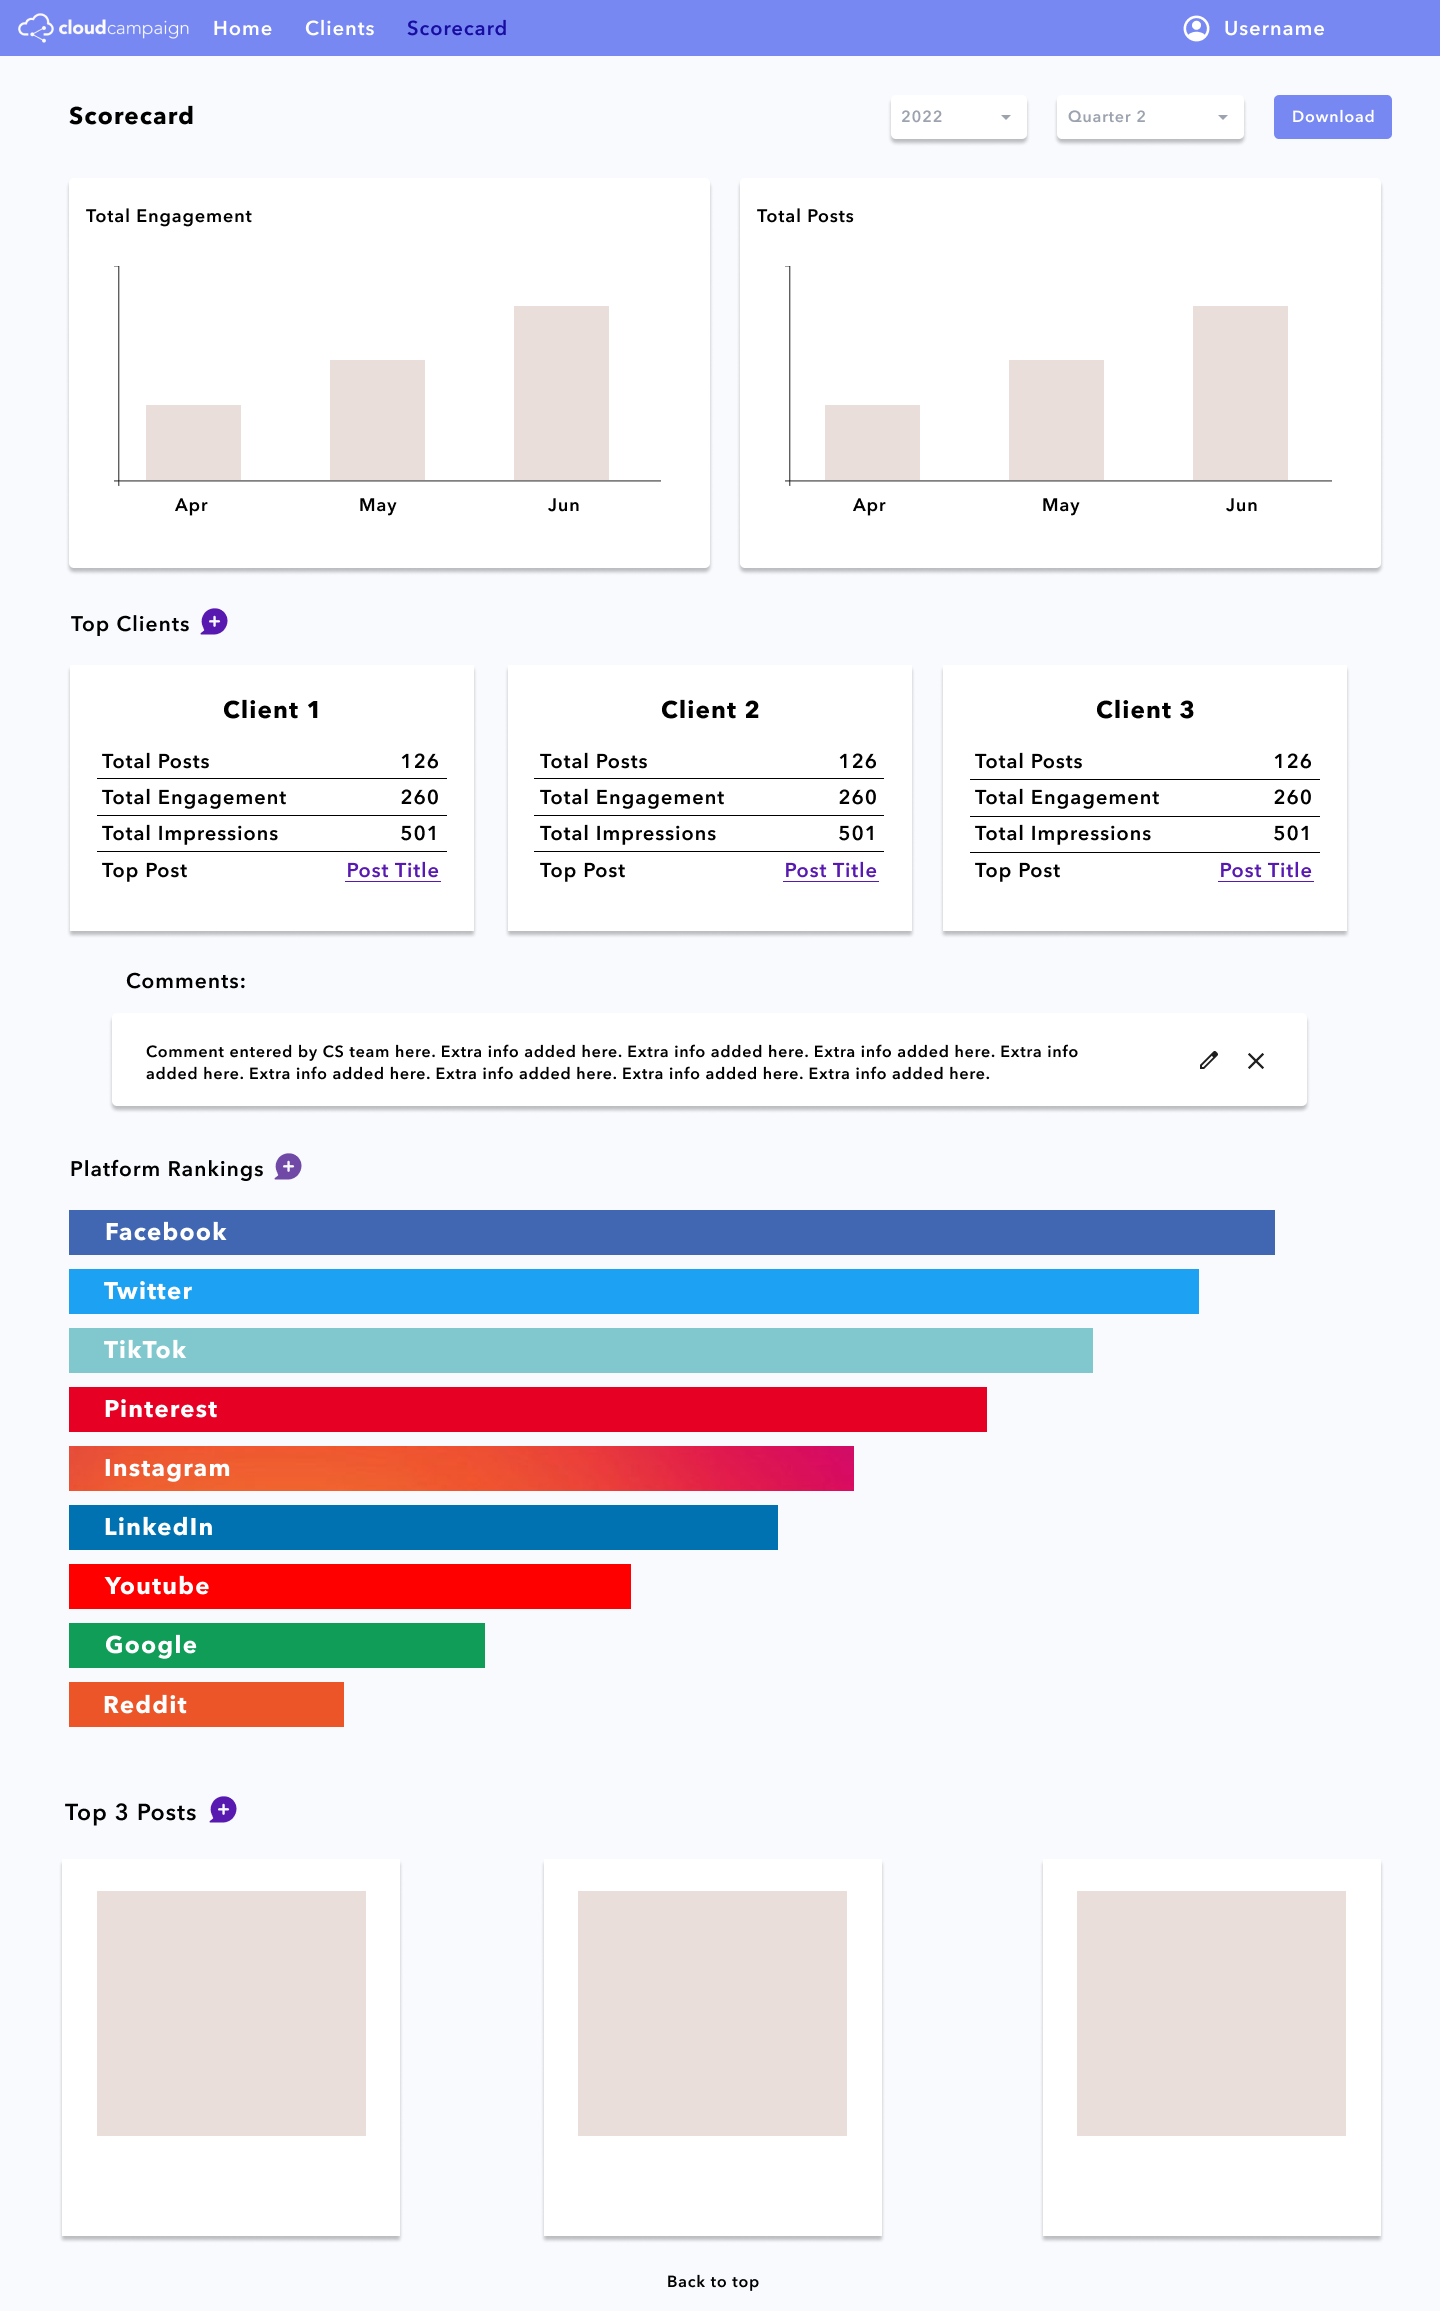 cloudcampaign Home Clients Scorecard Username
Scorecard 2022 Quarter 2 Download
Total Engagement
Apr May Jun
Total Posts
Apr May Jun
Top Clients
Client 1
Total Posts 126
Total Engagement 260
Total Impressions 501
Top Post Post Title
Client 2
Total Posts 126
Total Engagement 260
Total Impressions 501
Top Post Post Title
Client 3
Total Posts 126
Total Engagement 260
Total Impressions 501
Top Post Post Title
Comments:
Comment entered by CS team here. Extra info added here. Extra info added here. Extra info added here. Extra info
added here. Extra info added here. Extra info added here. Extra info added here. Extra info added here.
Platform Rankings
Facebook
Twitter
TikTok
Pinterest
Instagram
LinkedIn
Youtube
Google
Reddit
Top 3 Posts
Back to top